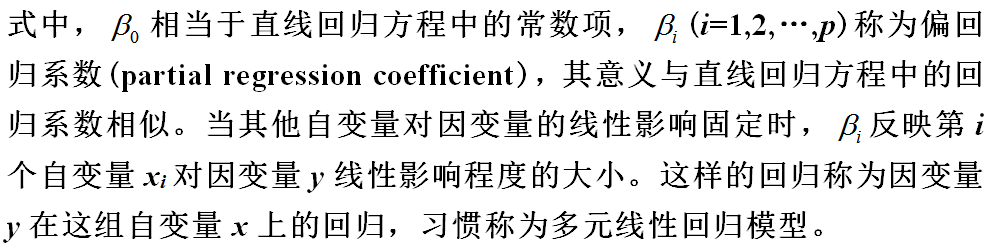 式中， β₀ 相当于直线回归方程中的常数项， βᵢ (i=1,2,⋯,p)称为偏回
归系数(partial regression coefficient)，其意义与直线回归方程中的回
归系数相似。当其他自变量对因变量的线性影响固定时， βᵢ 反映第 i
个自变量 xᵢ 对因变量 y 线性影响程度的大小。这样的回归称为因变量
y 在这组自变量 x 上的回归，习惯称为多元线性回归模型。